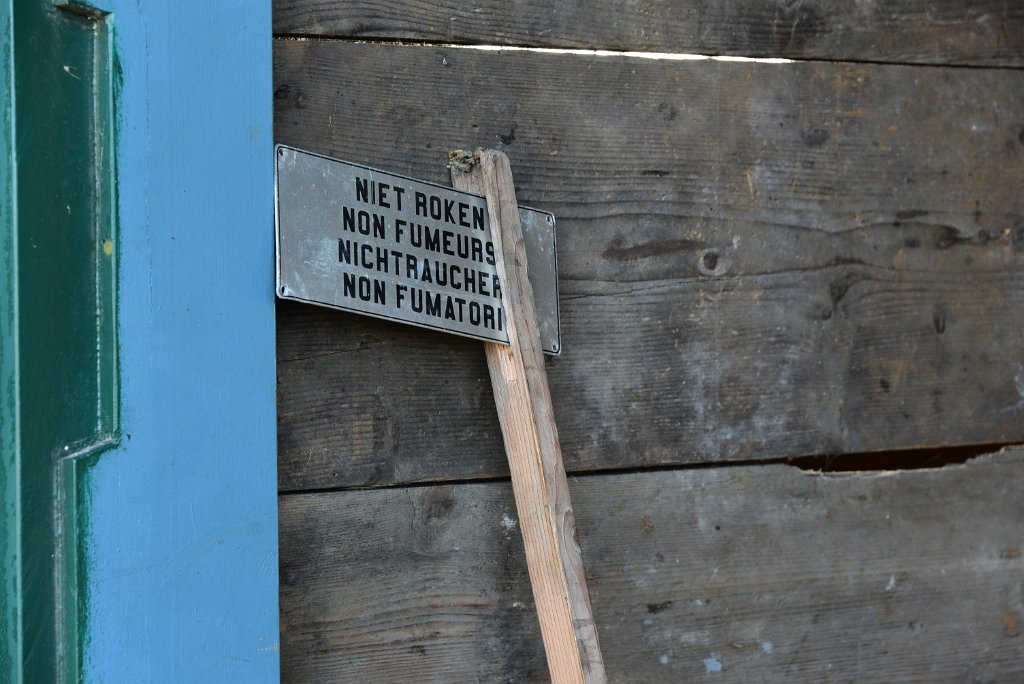 NIET ROKEN
NON FUMEURS
NICHTRAUCHER
NON FUMATORI